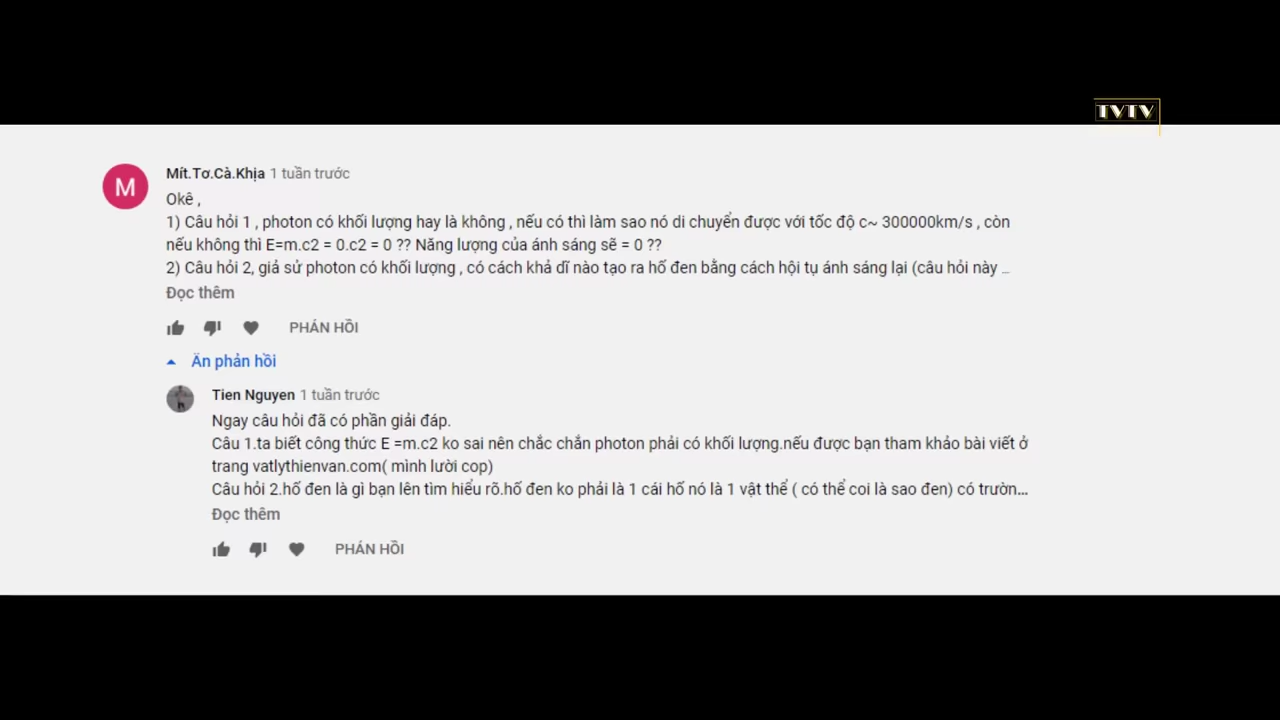 TVTV
Mít.Tơ.Cà.Khịa 1 tuần trước
Okê ,
1) Câu hỏi 1 , photon có khối lượng hay là không , nếu có thì làm sao nó di chuyển được với tốc độ c~ 300000km/s , còn
nếu không thì E=m.c2 = 0.c2 = 0 ?? Năng lượng của ánh sáng sẽ = 0 ??
2) Câu hỏi 2, giả sử photon có khối lượng , có cách khả dĩ nào tạo ra hố đen bằng cách hội tụ ánh sáng lại (câu hỏi này ...
Đọc thêm
PHẢN HỒI
Ẩn phản hồi
Tien Nguyen 1 tuần trước
Ngay câu hỏi đã có phần giải đáp.
Câu 1.ta biết công thức E =m.c2 ko sai nên chắc chắn photon phải có khối lượng.nếu được bạn tham khảo bài viết ở
trang vatlythienvan.com( mình lười cop)
Câu hỏi 2.hố đen là gì bạn lên tìm hiểu rõ.hố đen ko phải là 1 cái hố nó là 1 vật thể ( có thể coi là sao đen) có trườn...
Đọc thêm
PHẢN HỒI
M